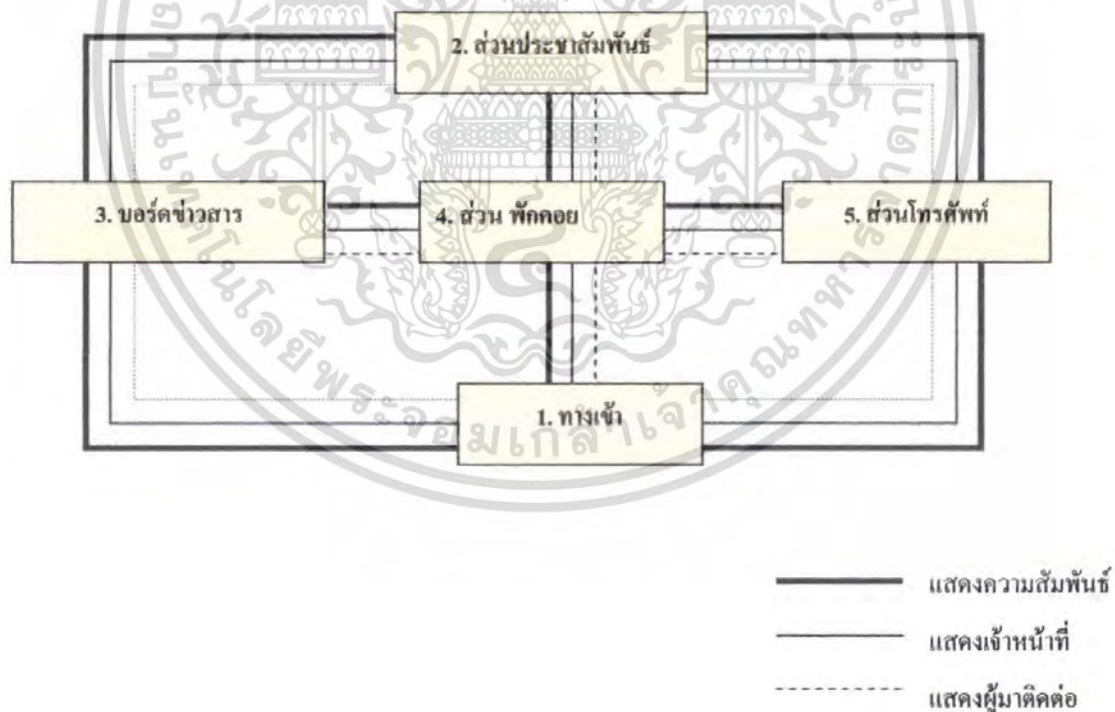 2. ส่วนประชาสัมพันธ์
3. บอร์ดข่าวสาร
4. ส่วน พักคอย
5. ส่วนโทรศัพท์
1. ทางเข้า
แสดงความสัมพันธ์
แสดงเจ้าหน้าที่
แสดงผู้มาติดต่อ